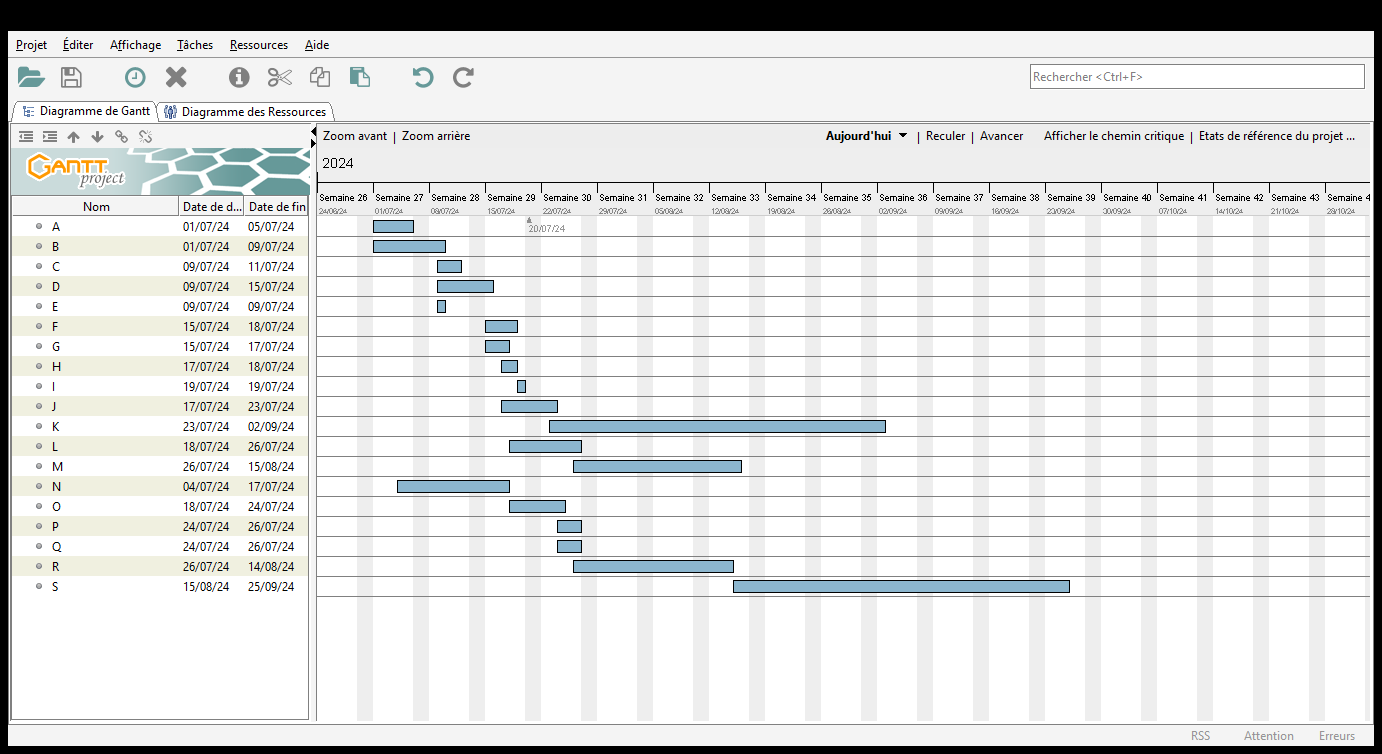 Projet Éditer Affichage Tâches Ressources Aide
Rechercher <Ctrl+F>
Diagramme de Gantt Diagramme des Ressources
Zoom avant | Zoom arrière Aujourd'hui | Reculer | Avancer Afficher le chemin critique | Etats de référence du projet ...
GANTT
project
2024
Nom Date de d... Date de fin
Semaine 26 Semaine 27 Semaine 28 Semaine 29 Semaine 30 Semaine 31 Semaine 32 Semaine 33 Semaine 34 Semaine 35 Semaine 36 Semaine 37 Semaine 38 Semaine 39 Semaine 40 Semaine 41 Semaine 42 Semaine 43 Semaine 4
24/06/24 01/07/24 08/07/24 15/07/24 22/07/24 29/07/24 05/08/24 12/08/24 19/08/24 26/08/24 02/09/24 09/09/24 16/09/24 23/09/24 30/09/24 07/10/24 14/10/24 21/10/24 28/10/24
20/07/24
A 01/07/24 05/07/24
B 01/07/24 09/07/24
C 09/07/24 11/07/24
D 09/07/24 15/07/24
E 09/07/24 09/07/24
F 15/07/24 18/07/24
G 15/07/24 17/07/24
H 17/07/24 18/07/24
I 19/07/24 19/07/24
J 17/07/24 23/07/24
K 23/07/24 02/09/24
L 18/07/24 26/07/24
M 26/07/24 15/08/24
N 04/07/24 17/07/24
O 18/07/24 24/07/24
P 24/07/24 26/07/24
Q 24/07/24 26/07/24
R 26/07/24 14/08/24
S 15/08/24 25/09/24
RSS Attention Erreurs